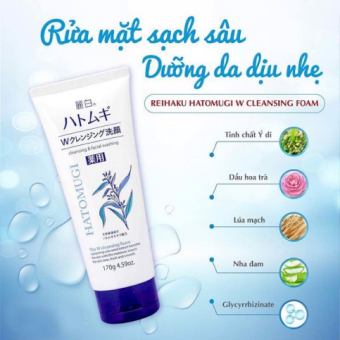 Rửa mặt sạch sâu
Dưỡng da dịu nhẹ
REIHAKU HATOMUGI W CLEANSING FOAM
麗白
ハトムギ
Wクレンジング洗顔
cleansing & facial washing
薬用
HATOMUGI
170g 4.59oz.
Tinh chất Ý dĩ
Dầu hoa trà
Lúa mạch
Nha đam
Glycyrrhizinate